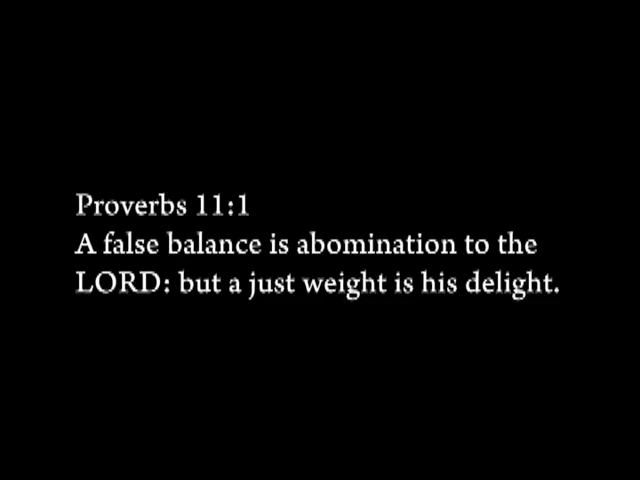 Proverbs 11:1
A false balance is abomination to the
LORD: but a just weight is his delight.